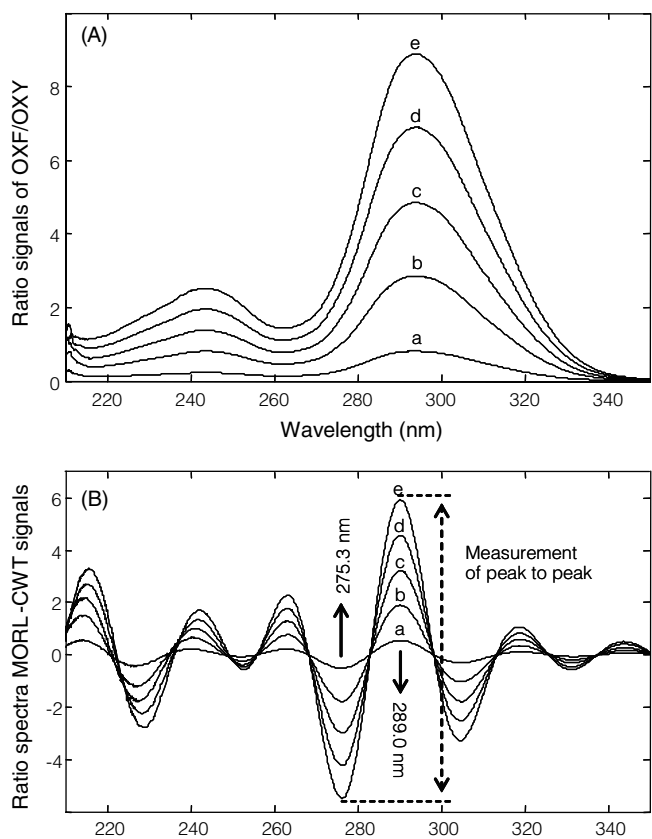 (A)
e
d
c
b
a
8
6
4
2
0
Ratio signals of OXF/OXY
220 240 260 280 300 320 340
Wavelength (nm)
(B)
e
d
c
b
a
6
4
2
0
-2
-4
Ratio spectra MORL-CWT signals
275.3 nm
289.0 nm
Measurement
of peak to peak
220 240 260 280 300 320 340